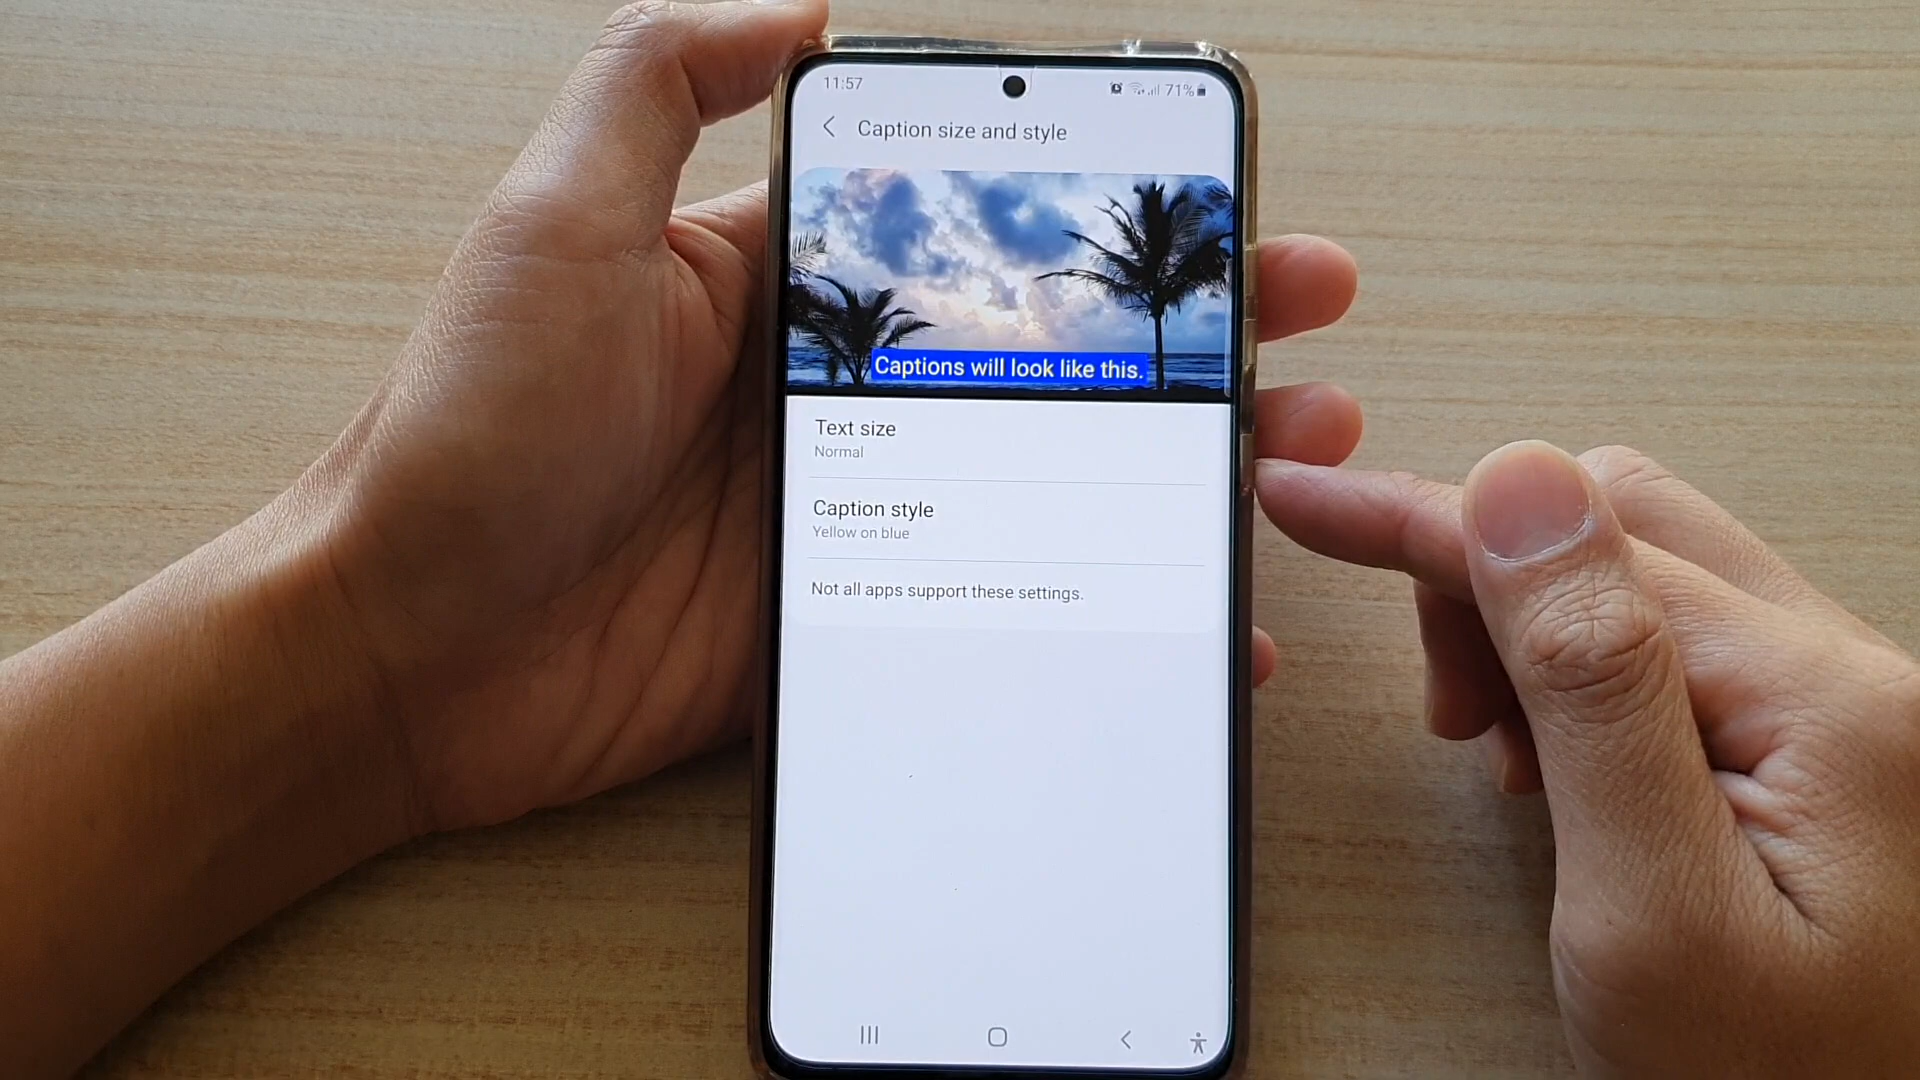 11:57
71%
Caption size and style
Captions will look like this.
Text size
Normal
Caption style
Yellow on blue
Not all apps support these settings.